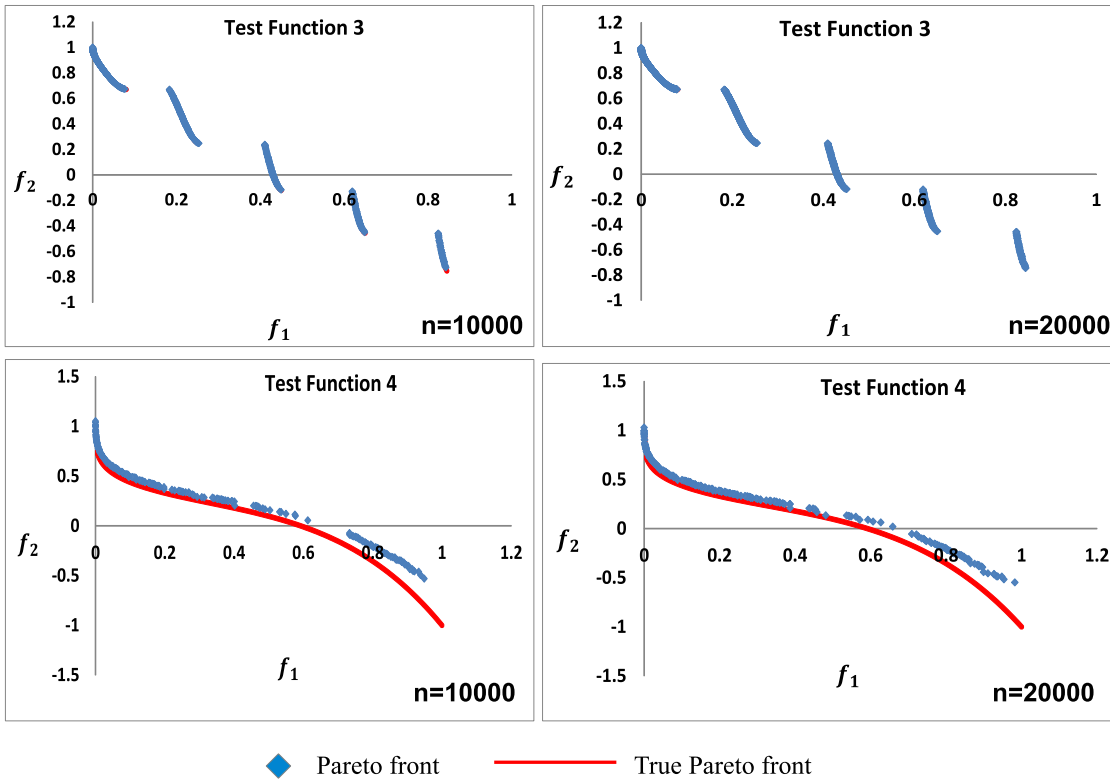 Test Function 3
1.2
1
0.8
0.6
0.4
0.2
0
-0.2
-0.4
-0.6
-0.8
-1
0 0.2 0.4 0.6 0.8 1
f2
f1
n=10000
Test Function 3
1.2
1
0.8
0.6
0.4
0.2
0
-0.2
-0.4
-0.6
-0.8
-1
0 0.2 0.4 0.6 0.8 1
f2
f1
n=20000
Test Function 4
1.5
1
0.5
0
-0.5
-1
-1.5
0 0.2 0.4 0.6 0.8 1 1.2
f2
f1
n=10000
Test Function 4
1.5
1
0.5
0
-0.5
-1
-1.5
0 0.2 0.4 0.6 0.8 1 1.2
f2
f1
n=20000
Pareto front True Pareto front